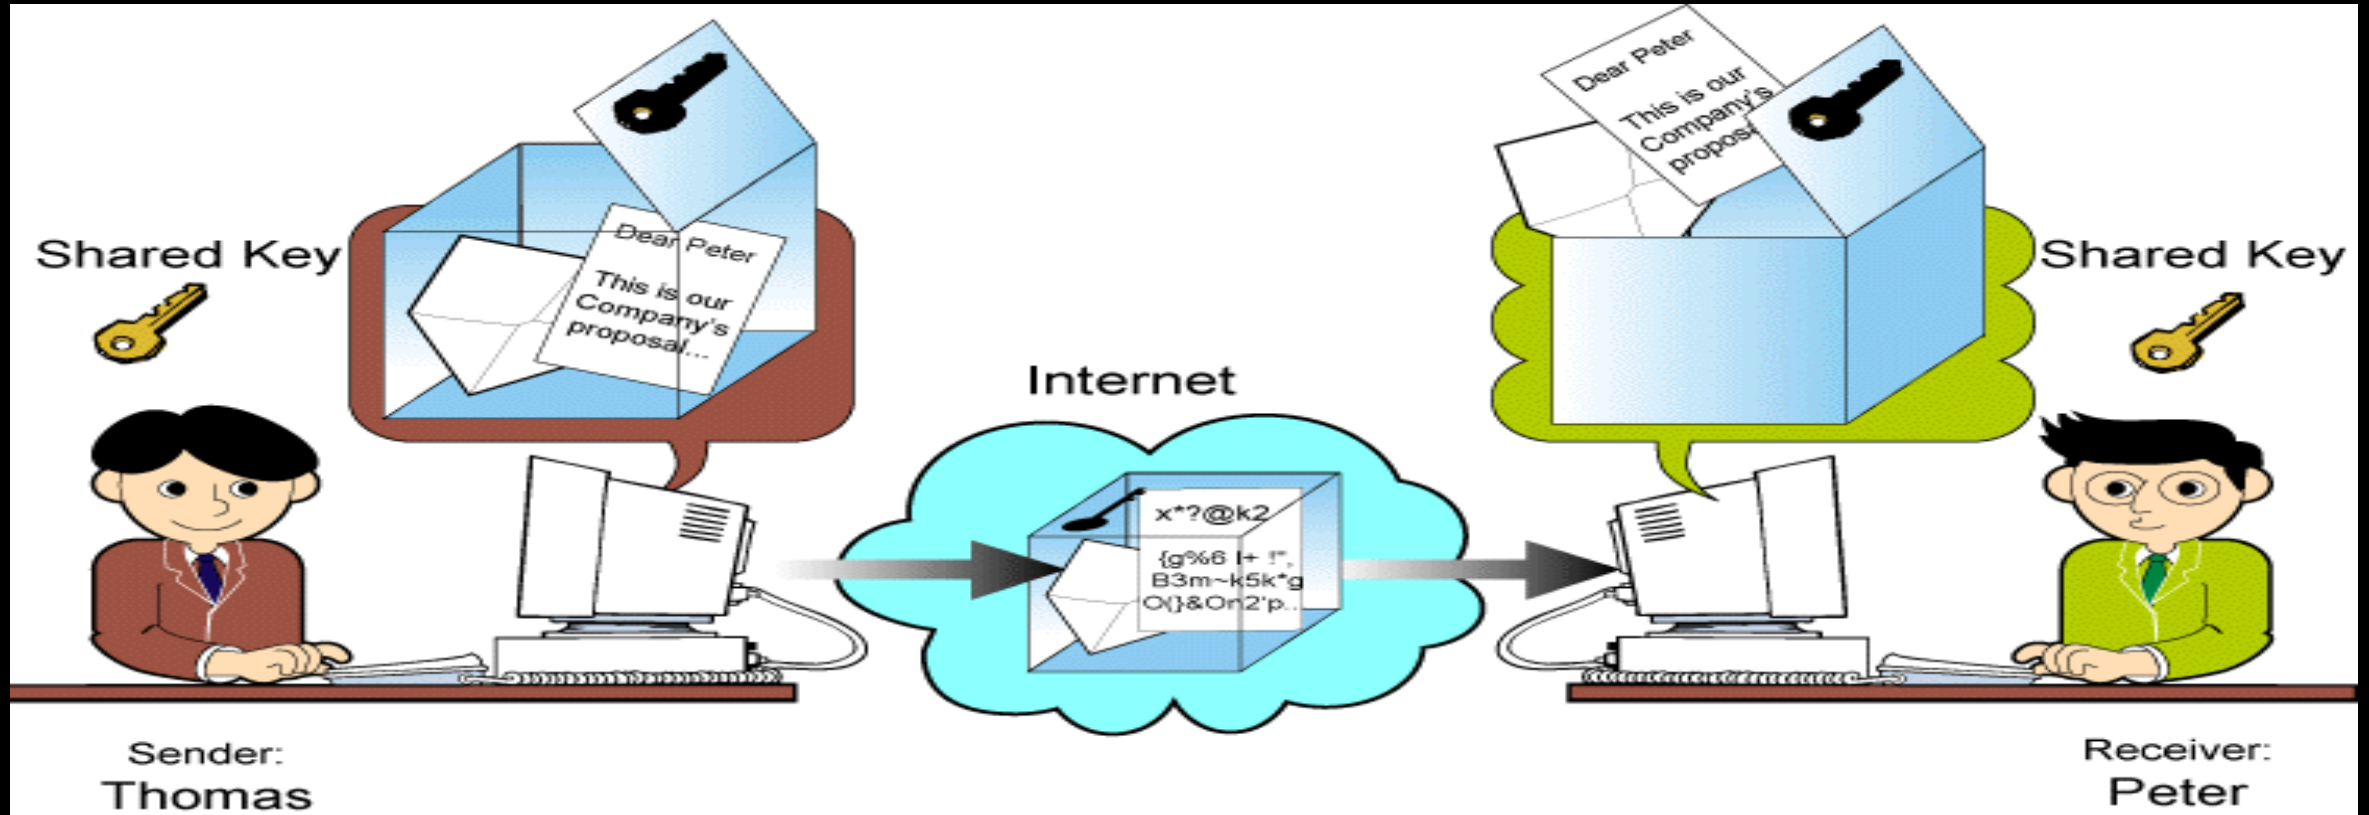 Shared Key
Dear Peter
This is our
Company's
proposal...
Internet
x*?@k2
{g%6 I+ !",
B3m~k5k*g
O(}&On2'p...
Dear Peter
This is our
Company's
Shared Key
Sender:
Thomas
Receiver:
Peter